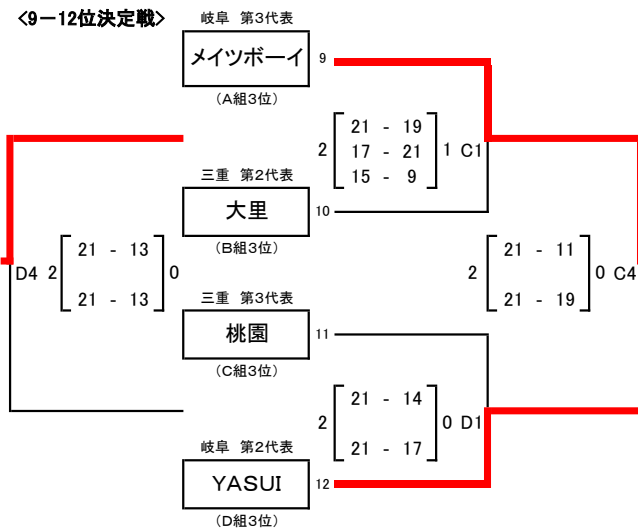 <9－12位決定戦>
岐阜 第3代表
メイツボーイ 9
(A組3位)
21 - 19
2 17 - 21 1 C1
15 - 9
三重 第2代表
大里 10
(B組3位)
21 - 13
D4 2 0
21 - 13
21 - 11
2 0 C4
21 - 19
三重 第3代表
桃園 11
(C組3位)
21 - 14
2 0 D1
21 - 17
岐阜 第2代表
YASUI 12
(D組3位)